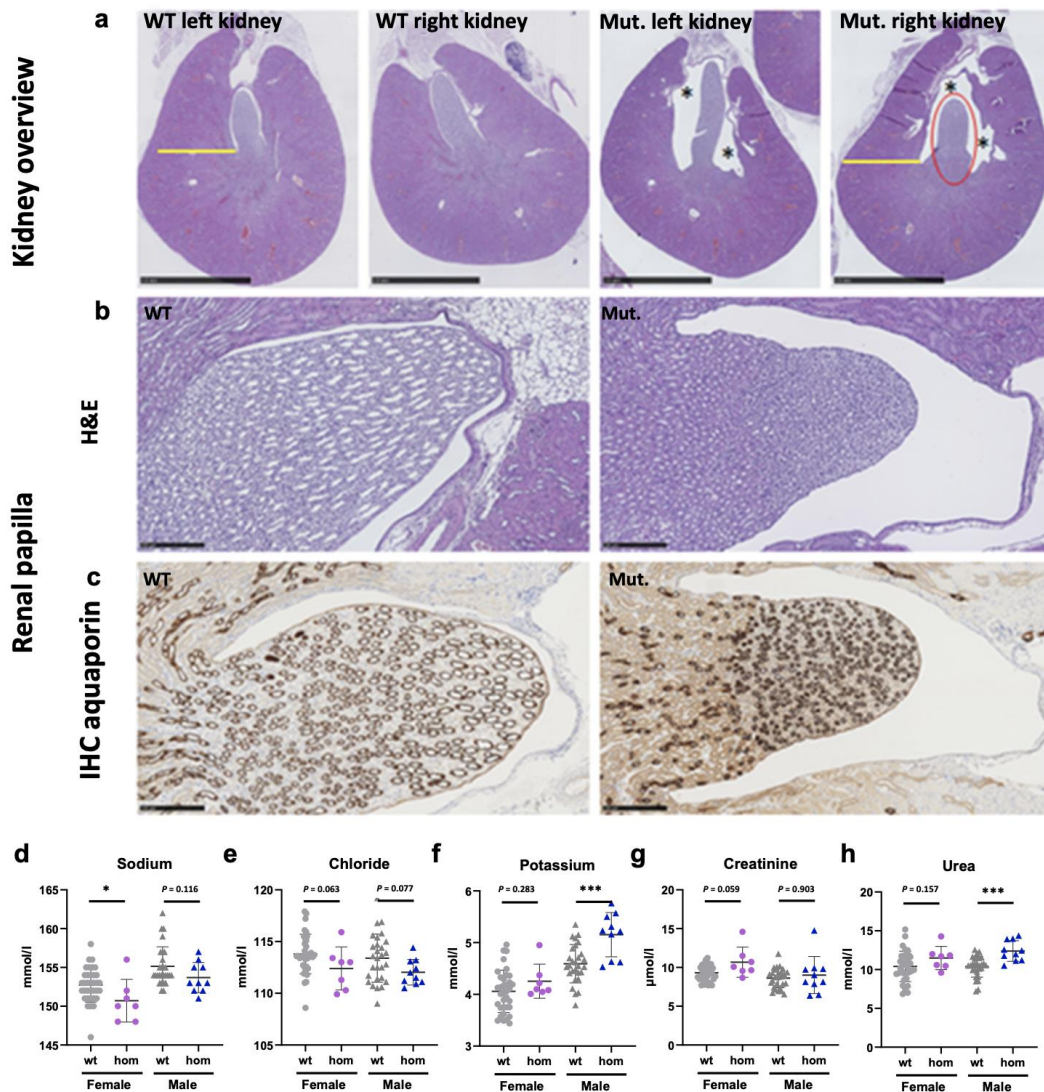 a
WT left kidney
WT right kidney
Mut. left kidney
Mut. right kidney
Kidney overview
*
*
*
*
b
WT
Mut.
H&E
Renal papilla
c
WT
Mut.
IHC aquaporin
d
Sodium
mmol/l
165
160
155
150
145
*
P = 0.116
wt
hom
wt
hom
Female
Male
e
Chloride
mmol/l
120
115
110
105
P = 0.063
P = 0.077
wt
hom
wt
hom
Female
Male
f
Potassium
mmol/l
6
5
4
3
P = 0.283
***
wt
hom
wt
hom
Female
Male
g
Creatinine
μmol/l
20
15
10
5
0
P = 0.059
P = 0.903
wt
hom
wt
hom
Female
Male
h
Urea
mmol/l
20
15
10
5
0
P = 0.157
***
wt
hom
wt
hom
Female
Male